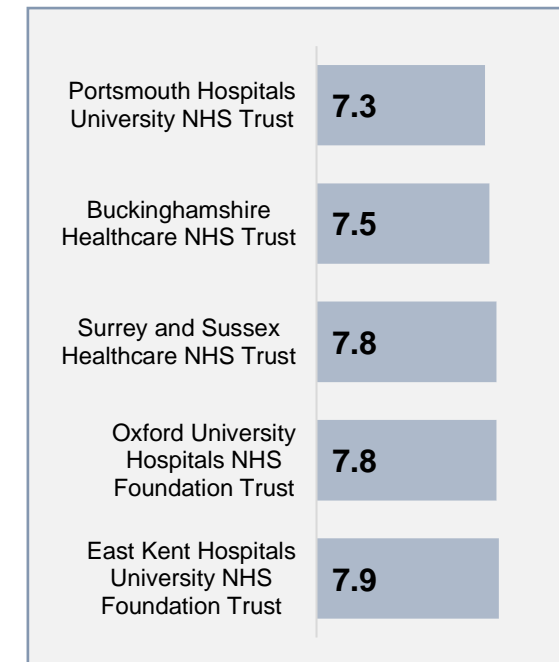 Portsmouth Hospitals
University NHS Trust
7.3
Buckinghamshire
Healthcare NHS Trust
7.5
Surrey and Sussex
Healthcare NHS Trust
7.8
Oxford University
Hospitals NHS
Foundation Trust
7.8
East Kent Hospitals
University NHS
Foundation Trust
7.9